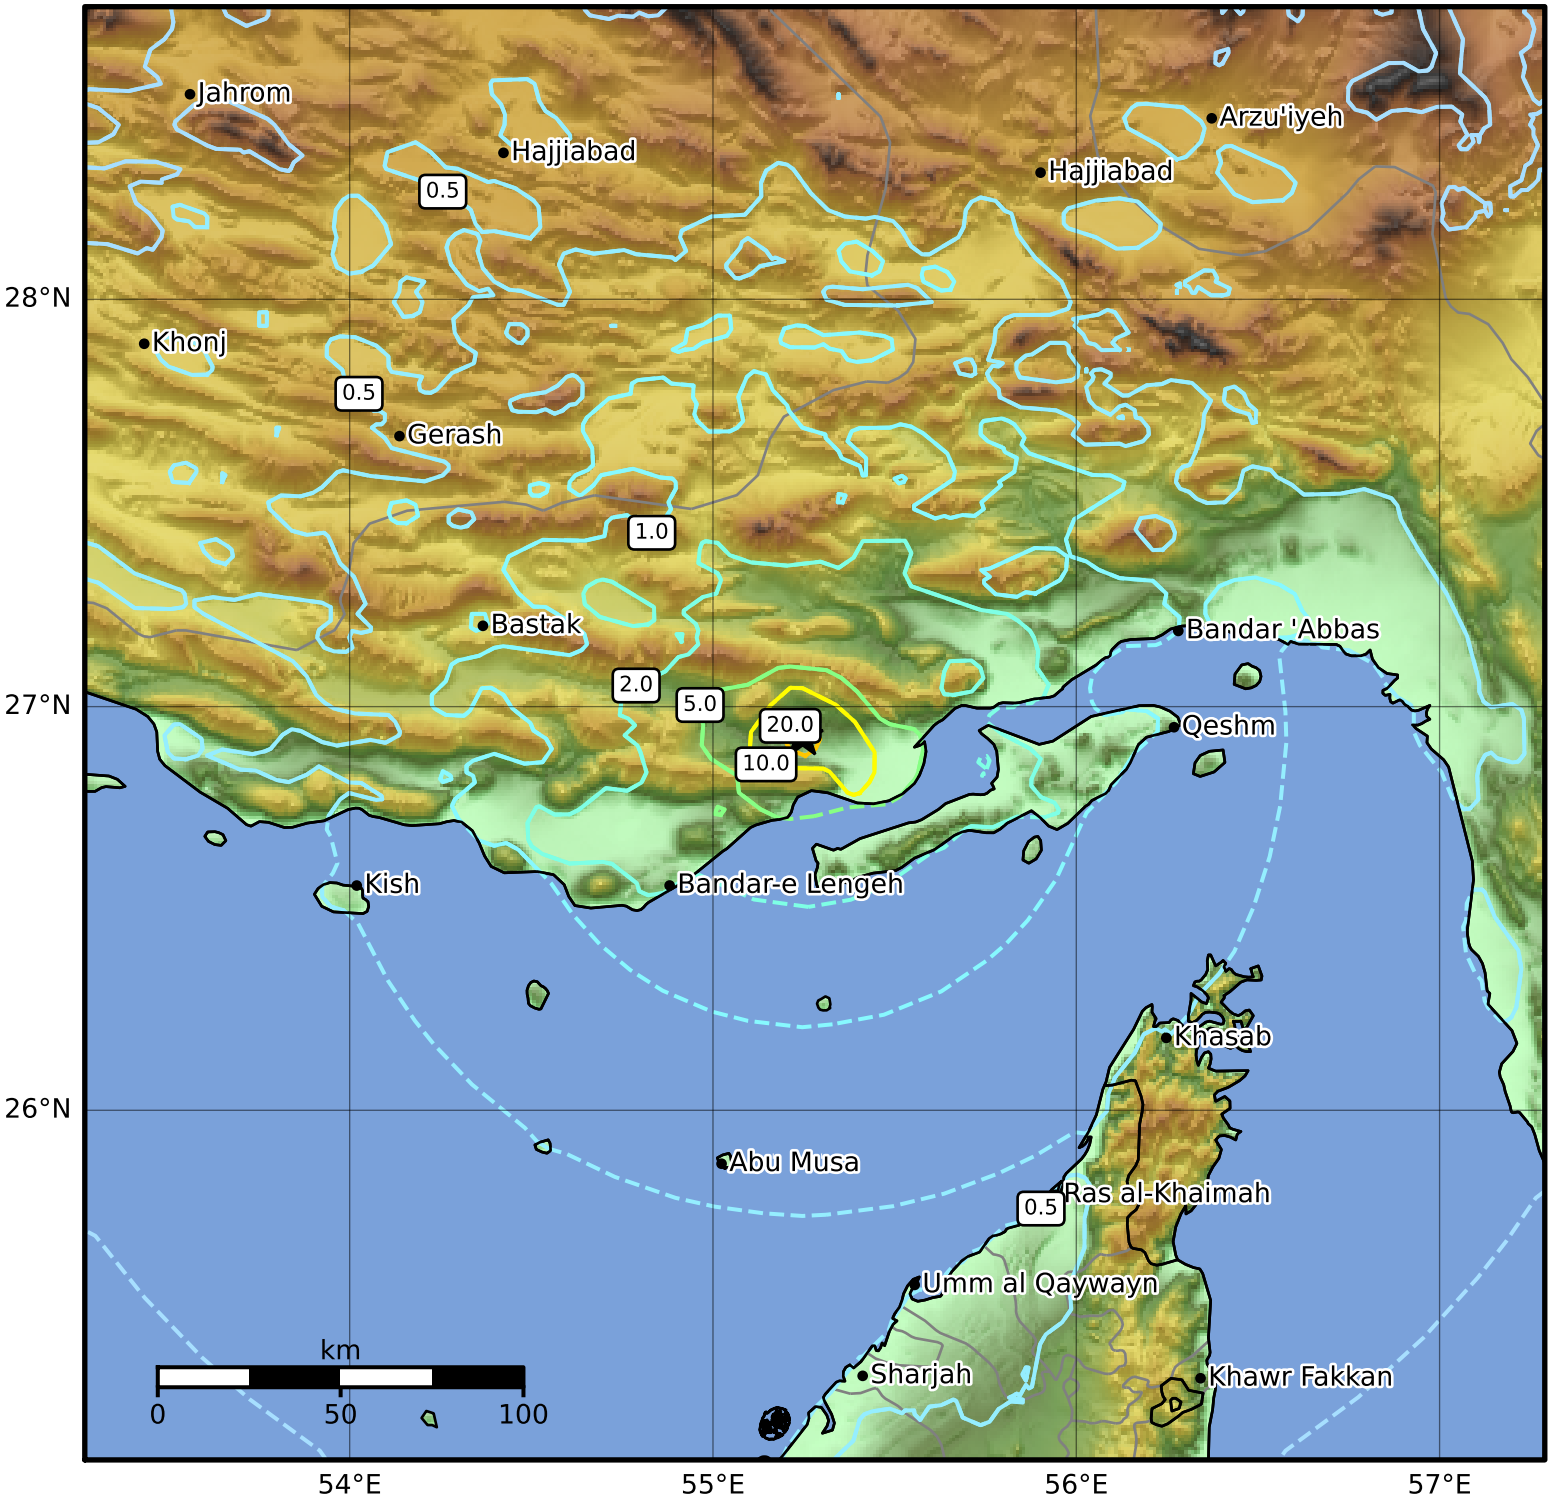 Jahrom
Arzu'iyeh
Hajjiabad
Hajjiabad
0.5
28°N
Khonj
0.5
Gerash
1.0
Bastak
Bandar 'Abbas
2.0
5.0
27°N
20.0
Qeshm
10.0
Kish
Bandar-e Lengeh
Khasab
26°N
Abu Musa
Ras al-Khaimah
0.5
Umm al Qaywayn
km
Sharjah
Khawr Fakkan
0 50 100
54°E 55°E 56°E 57°E